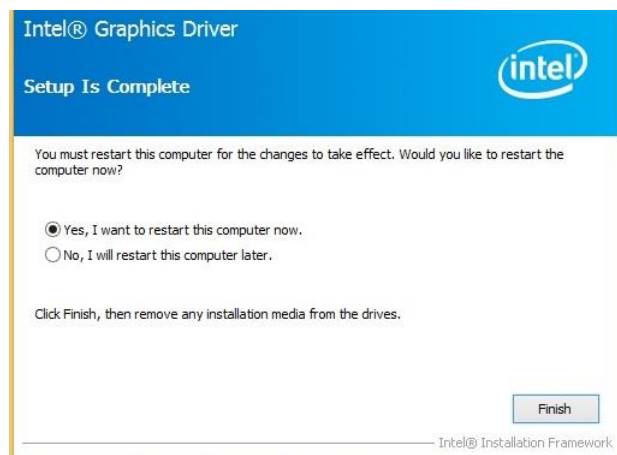 Intel® Graphics Driver
Setup Is Complete
intel
You must restart this computer for the changes to take effect. Would you like to restart the
computer now?
Yes, I want to restart this computer now.
No, I will restart this computer later.
Click Finish, then remove any installation media from the drives.
Finish
Intel® Installation Framework